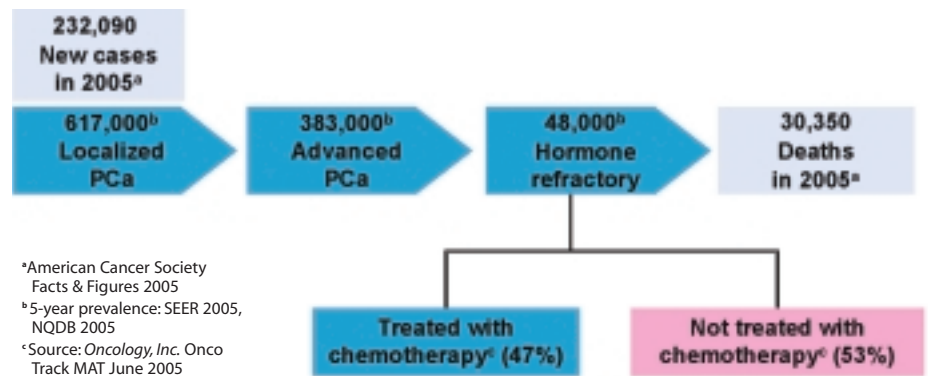 232,090
New cases
in 2005ᵃ
617,000ᵇ
Localized
PCa
383,000ᵇ
Advanced
PCa
48,000ᵇ
Hormone
refractory
30,350
Deaths
in 2005ᵃ
ᵃAmerican Cancer Society
Facts & Figures 2005
ᵇ 5-year prevalence: SEER 2005,
NQDB 2005
ᶜ Source: Oncology, Inc. Onco
Track MAT June 2005
Treated with
chemotherapyᶜ (47%)
Not treated with
chemotherapyᶜ (53%)